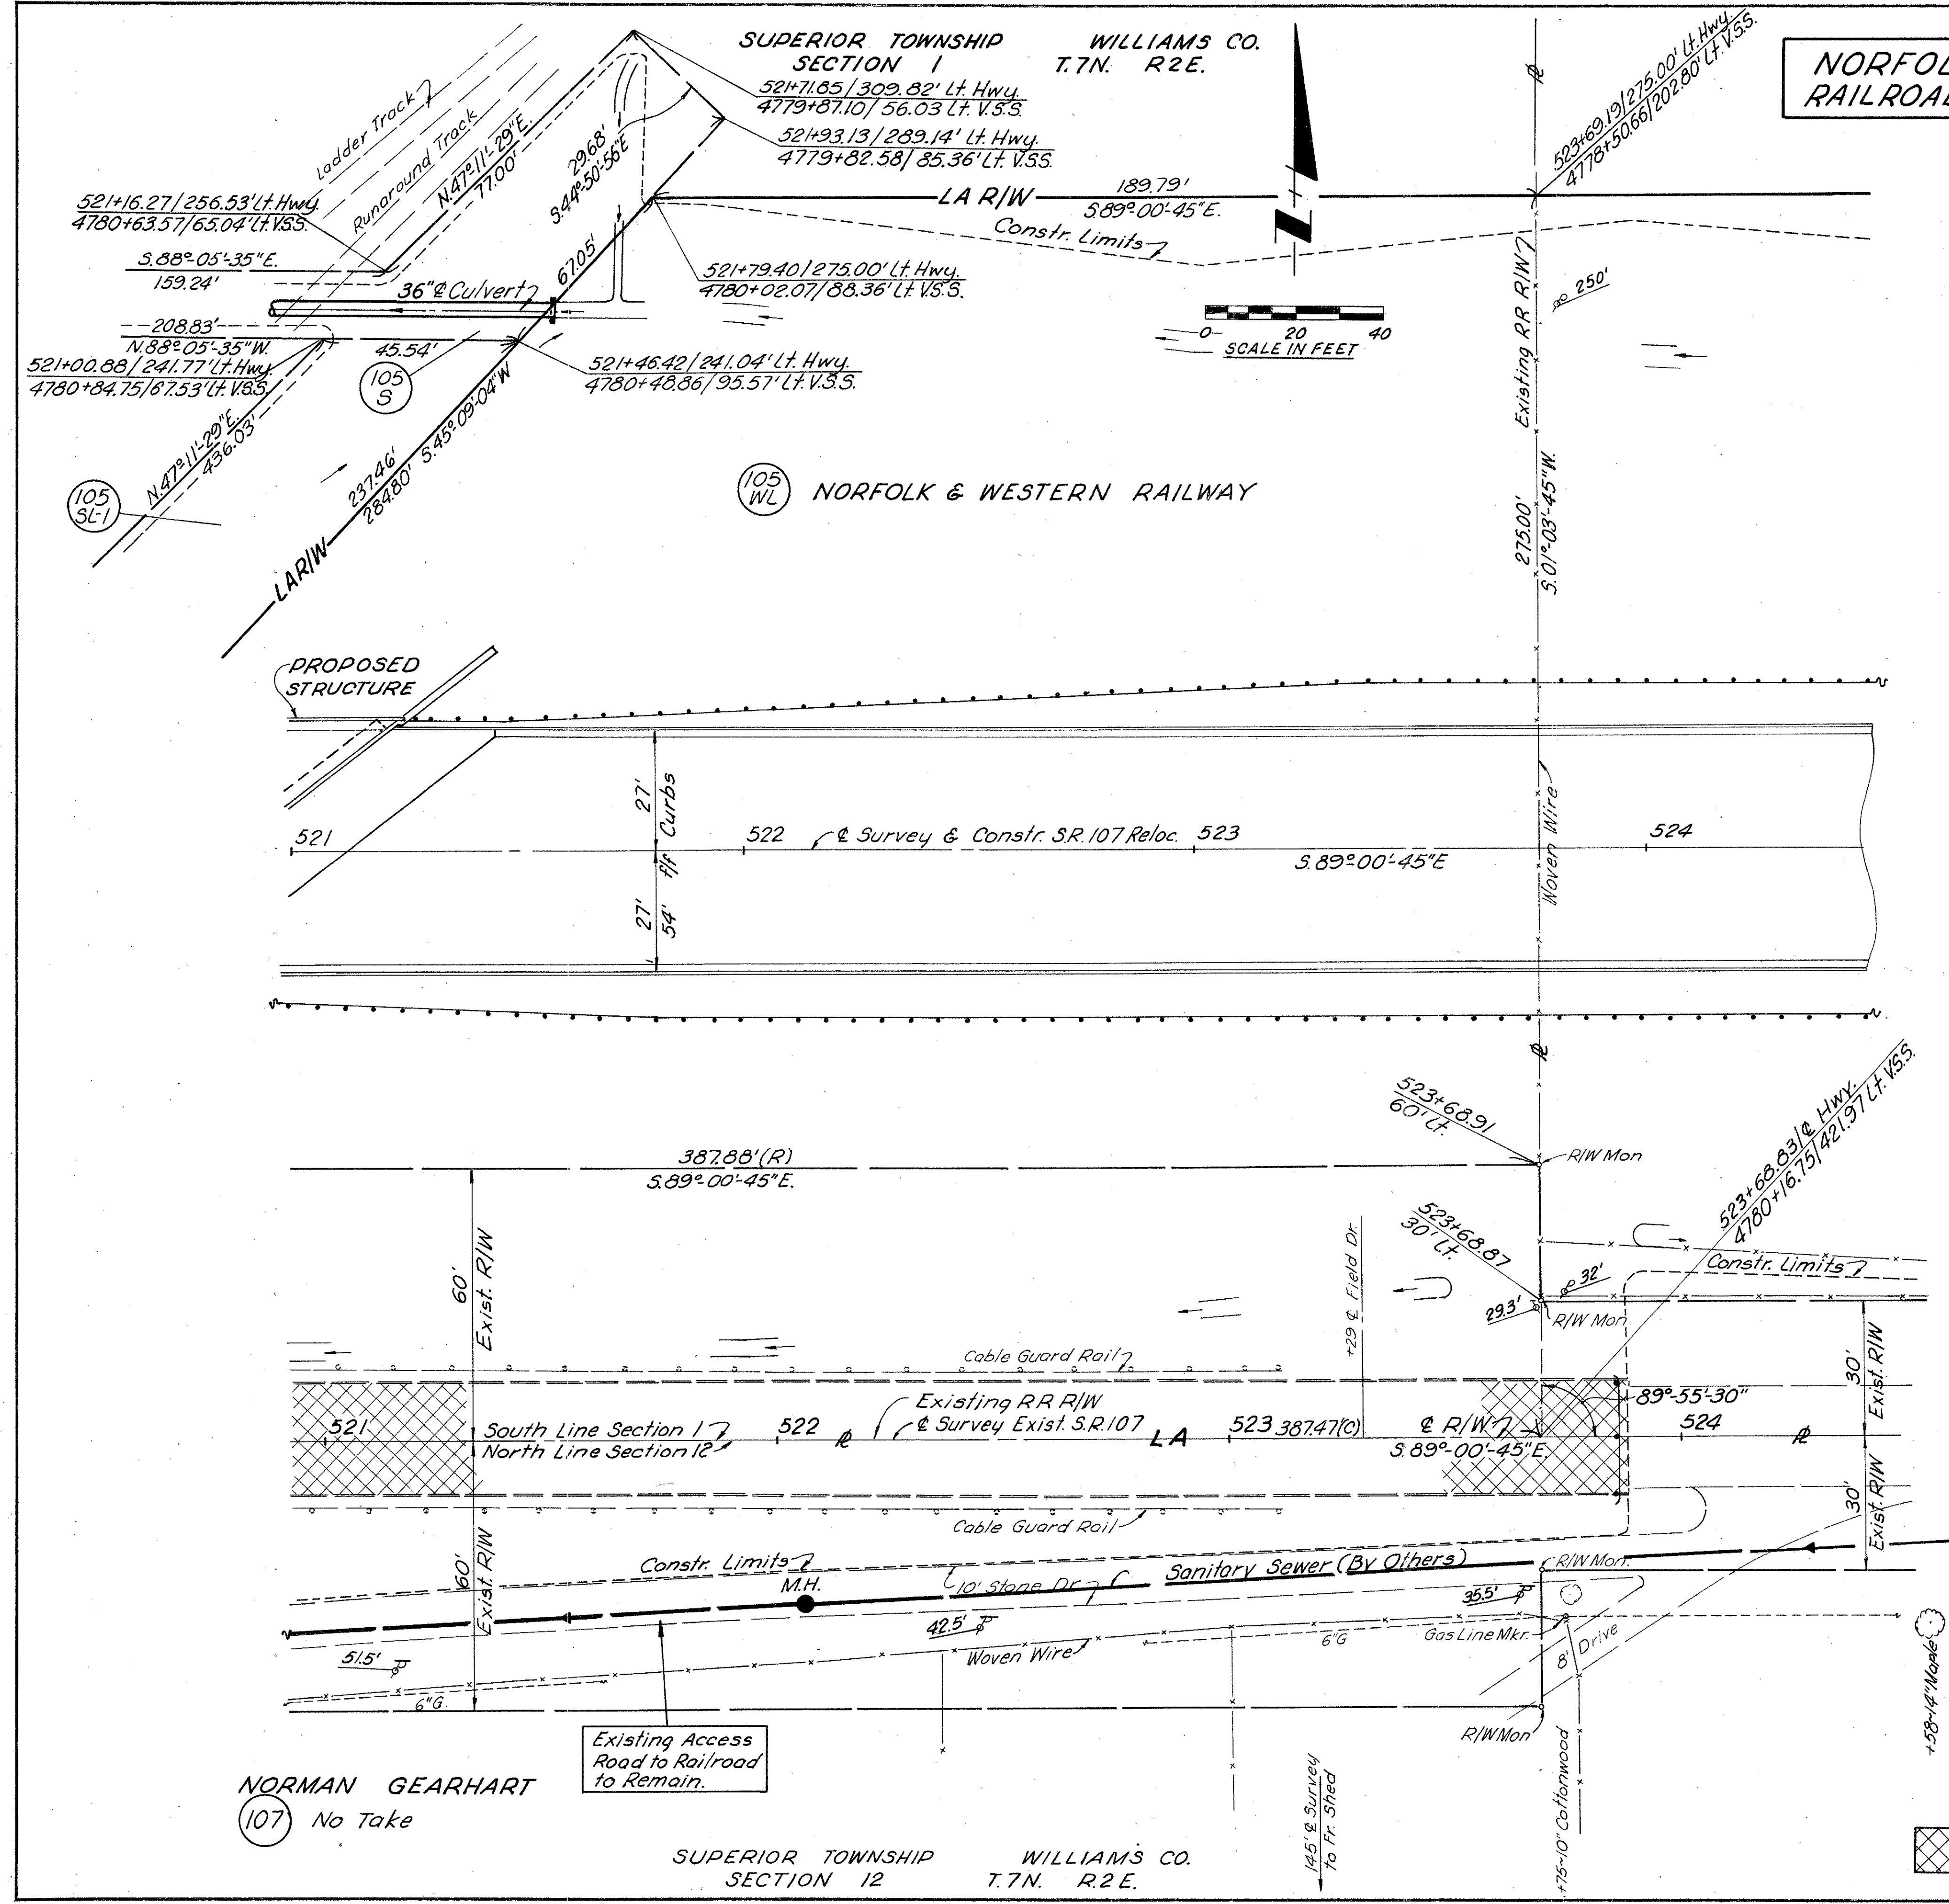 SUPERIOR TOWNSHIP WILLIAMS CO.
SECTION 1 T.7N. R2E.
521+71.85/309.82' Lt. Hwy.
4779+87.10/56.03 Lt. V.S.S.
521+93.13/289.14' Lt. Hwy.
4779+82.58/85.36' Lt. V.S.S.
523+69.19/275.00' Lt. Hwy.
4778+50.66/202.80' Lt. V.S.S.
℄
NORFOL
RAILROAD
Ladder Track
Runaround Track
N.47°-11'-29"E.
77.00'
29.68'
S.44°-50'-56"E
521+16.27/256.53' Lt. Hwy.
4780+63.57/65.04' Lt. V.S.S.
S.88°-05'-35"E.
159.24'
36"℄ Culvert
67.05'
LA R/W
189.79'
S.89°-00'-45"E.
Constr. Limits
N
521+79.40/275.00' Lt. Hwy.
4780+02.07/88.36' Lt. V.S.S.
0 20 40
SCALE IN FEET
Existing RR R/W
250'
208.83'
N.88°-05'-35"W.
521+00.88/241.77' Lt. Hwy.
4780+84.75/67.53' Lt. V.S.S.
45.54'
105
S
521+46.42/241.04' Lt. Hwy.
4780+48.86/95.57' Lt. V.S.S.
N.47°-11'-29"E.
436.03'
237.46'
284.80'
S.45°-09'-04"W
105
SL-1
105
WL
NORFOLK & WESTERN RAILWAY
275.00'
S.01°-03'-45"W.
LA R/W
PROPOSED
STRUCTURE
27'
Curbs
f/f
27'
54'
Woven Wire
521
522
℄ Survey & Constr. S.R. 107 Reloc.
523
S.89°-00'-45"E
524
523+68.91
60' Lt.
R/W Mon
523+68.83/℄ HWY.
4780+16.75/421.97 Lt. V.S.S.
387.88'(R)
S.89°-00'-45"E.
523+68.87
30' Lt.
60'
Exist. R/W
+29 ℄ Field Dr.
32'
29.3'
R/W Mon
Constr. Limits
Cable Guard Rail
30'
Exist. R/W
Existing RR R/W
℄ Survey Exist. S.R. 107
89°-55'-30"
521
South Line Section 1
North Line Section 12
522
LA
523
387.47'(C)
℄ R/W
S.89°-00'-45"E.
524
30'
Exist. R/W
Cable Guard Rail
60'
Exist. R/W
Constr. Limits
M.H.
10' Stone Dr.
Sanitary Sewer (By Others)
R/W Mon.
35.5'
42.5'
51.5'
Woven Wire
6"G
Gas Line Mkr.
8' Drive
6"G.
R/W Mon
+58-14" Maple
Existing Access
Road to Railroad
to Remain.
NORMAN GEARHART
107 No Take
145' ℄ Survey
to Fr. Shed
+75-10" Cottonwood
SUPERIOR TOWNSHIP WILLIAMS CO.
SECTION 12 T.7N. R.2E.